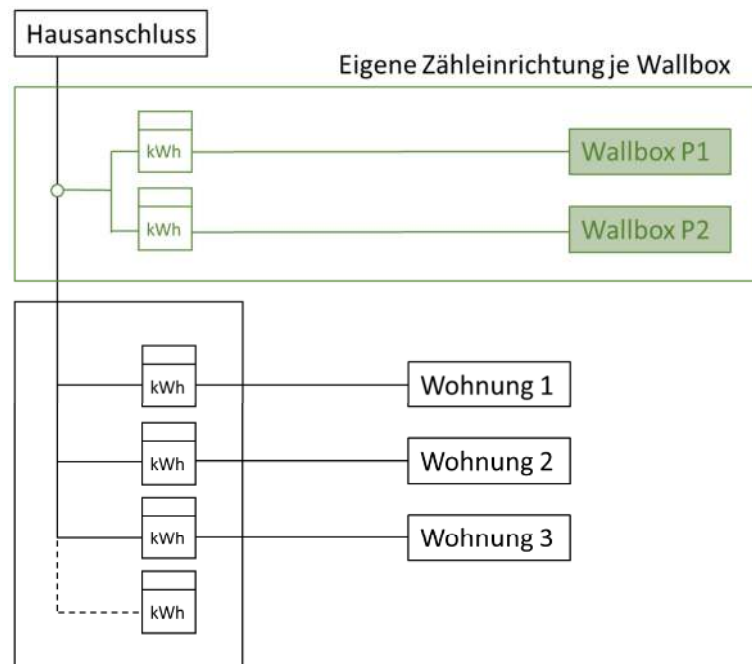 Hausanschluss
Eigene Zähleinrichtung je Wallbox
kWh
Wallbox P1
kWh
Wallbox P2
kWh
Wohnung 1
kWh
Wohnung 2
kWh
Wohnung 3
kWh